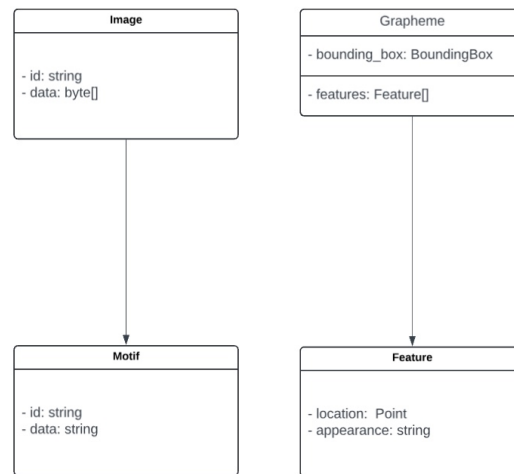 Image
- id: string
- data: byte[]
Grapheme
- bounding_box: BoundingBox
- features: Feature[]
Motif
- id: string
- data: string
Feature
- location: Point
- appearance: string